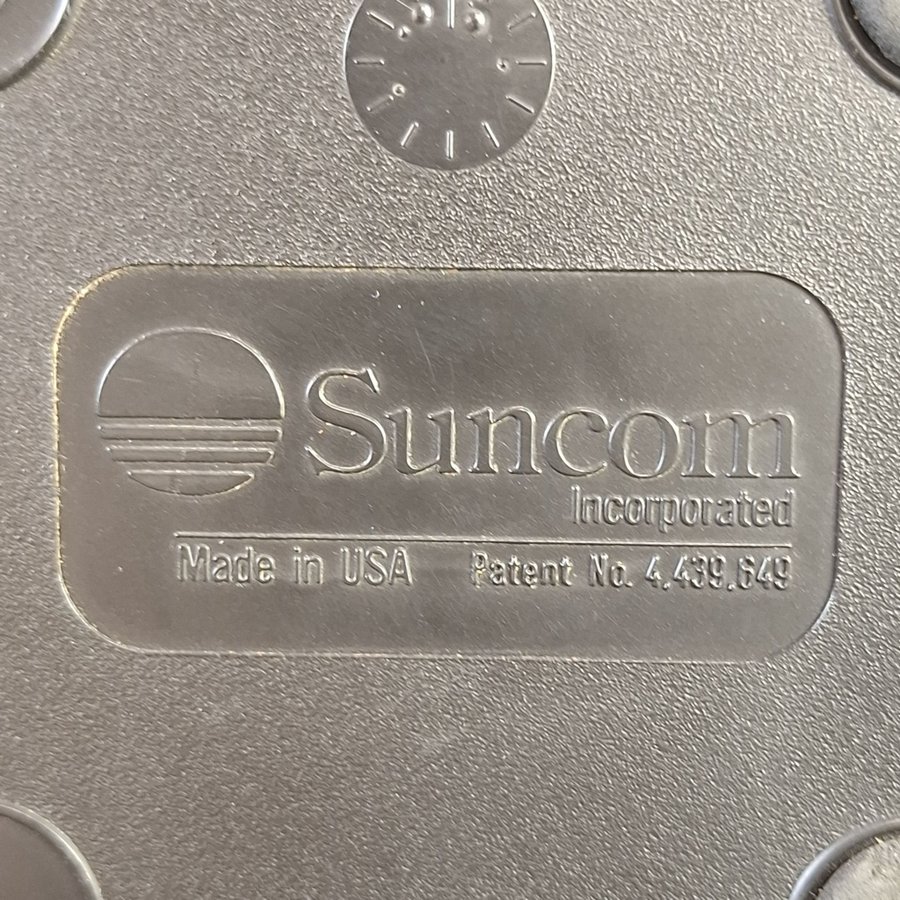 Suncom
Incorporated
Made in USA Patent No. 4,439,649